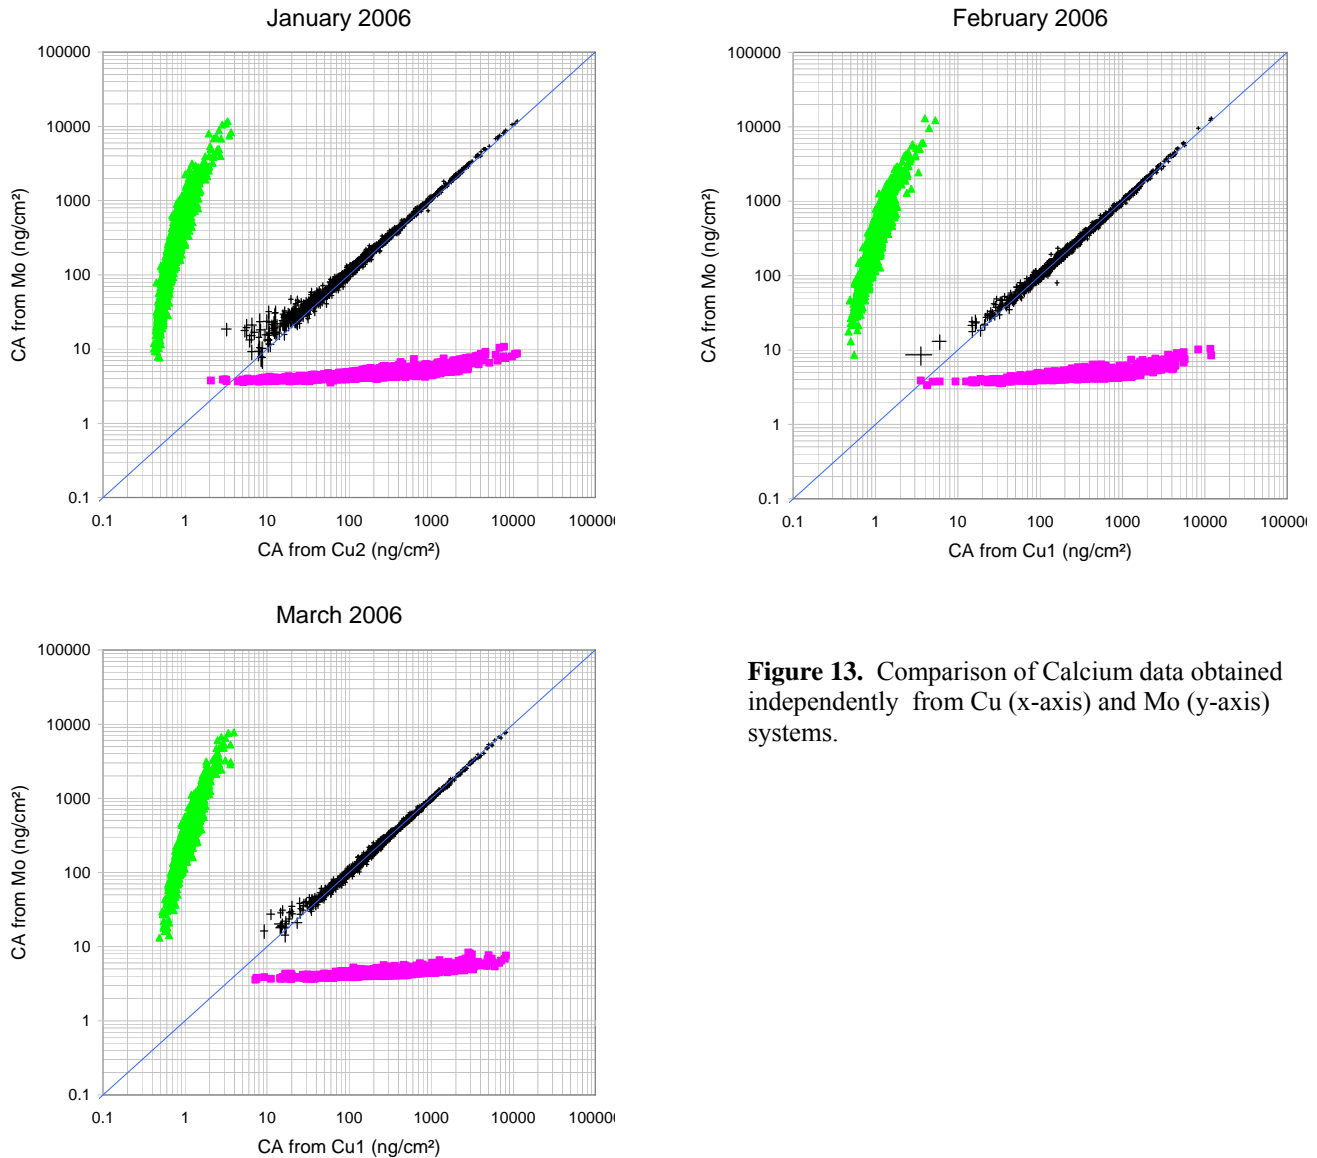 January 2006
100000
10000
1000
100
10
1
0.1
CA from Mo (ng/cm²)
0.1 1 10 100 1000 10000 100000
CA from Cu2 (ng/cm²)
February 2006
100000
10000
1000
100
10
1
0.1
CA from Mo (ng/cm²)
0.1 1 10 100 1000 10000 100000
CA from Cu1 (ng/cm²)
March 2006
100000
10000
1000
100
10
1
0.1
CA from Mo (ng/cm²)
0.1 1 10 100 1000 10000 100000
CA from Cu1 (ng/cm²)
Figure 13. Comparison of Calcium data obtained
independently from Cu (x-axis) and Mo (y-axis)
systems.